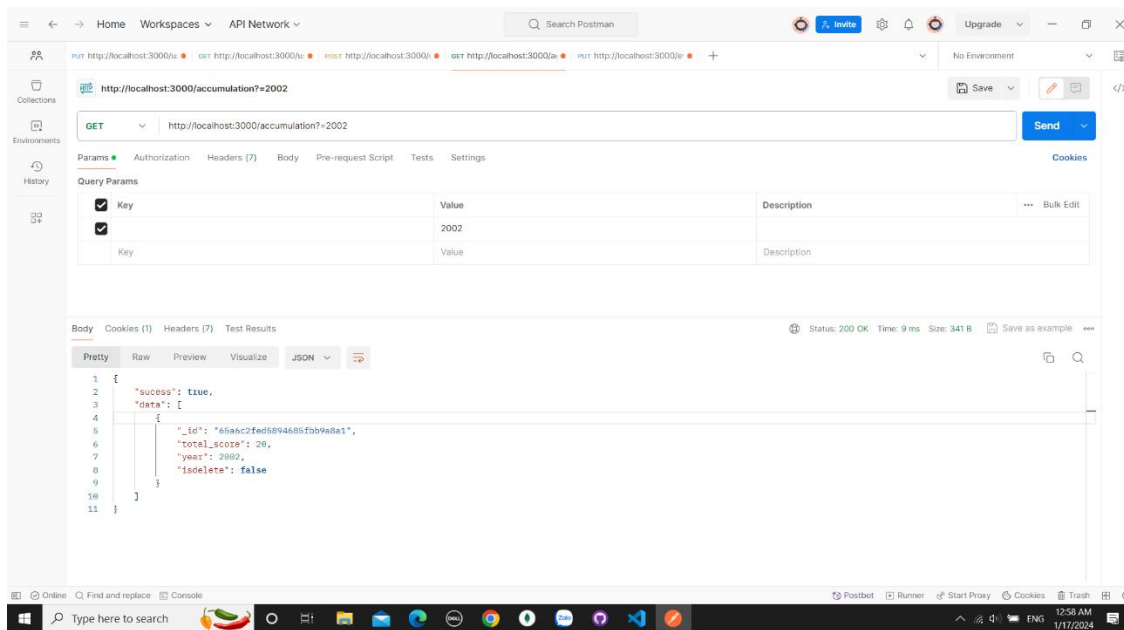 Home Workspaces API Network Search Postman Invite Upgrade
PUT http://localhost:3000/u: GET http://localhost:3000/u: POST http://localhost:3000/ GET http://localhost:3000/a PUT http://localhost:3000/e No Environment
HTTP http://localhost:3000/accumulation?=2002 Save
Collections
GET http://localhost:3000/accumulation?=2002 Send
Environments
Params Authorization Headers (7) Body Pre-request Script Tests Settings Cookies
History
Query Params
Key Value Description Bulk Edit
2002
Key Value Description
Body Cookies (1) Headers (7) Test Results Status: 200 OK Time: 9 ms Size: 341 B Save as example
Pretty Raw Preview Visualize JSON
1 {
2 "sucess": true,
3 "data": [
4 {
5 "_id": "65a6c2fed5894685fbb9a8a1",
6 "total_score": 20,
7 "year": 2002,
8 "isdelete": false
9 }
10 ]
11 }
Online Find and replace Console Postbot Runner Start Proxy Cookies Trash
Type here to search DELL Zalo ENG 12:58 AM
1/17/2024